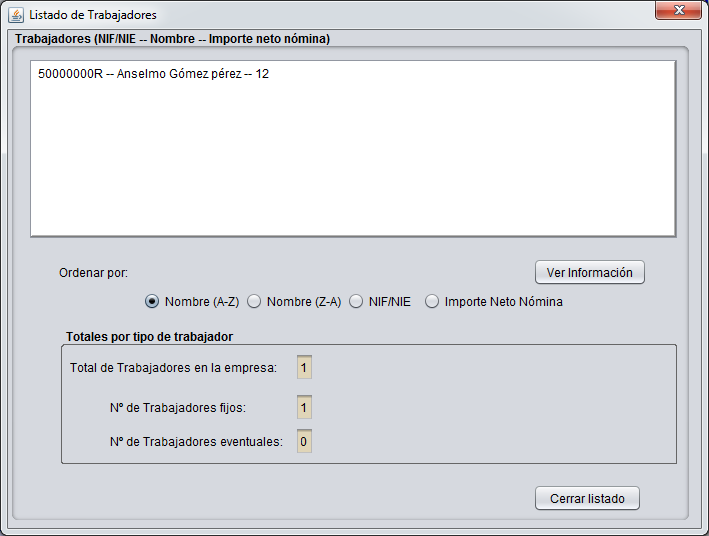 Listado de Trabajadores
Trabajadores (NIF/NIE -- Nombre -- Importe neto nómina)
50000000R -- Anselmo Gómez pérez -- 12
Ordenar por:
Ver Información
Nombre (A-Z) Nombre (Z-A) NIF/NIE Importe Neto Nómina
Totales por tipo de trabajador
Total de Trabajadores en la empresa: 1
Nº de Trabajadores fijos: 1
Nº de Trabajadores eventuales: 0
Cerrar listado